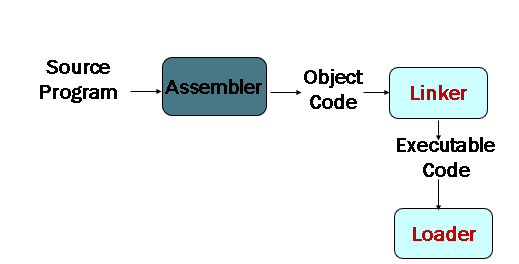 Source
Program
Assembler
Object
Code
Linker
Executable
Code
Loader